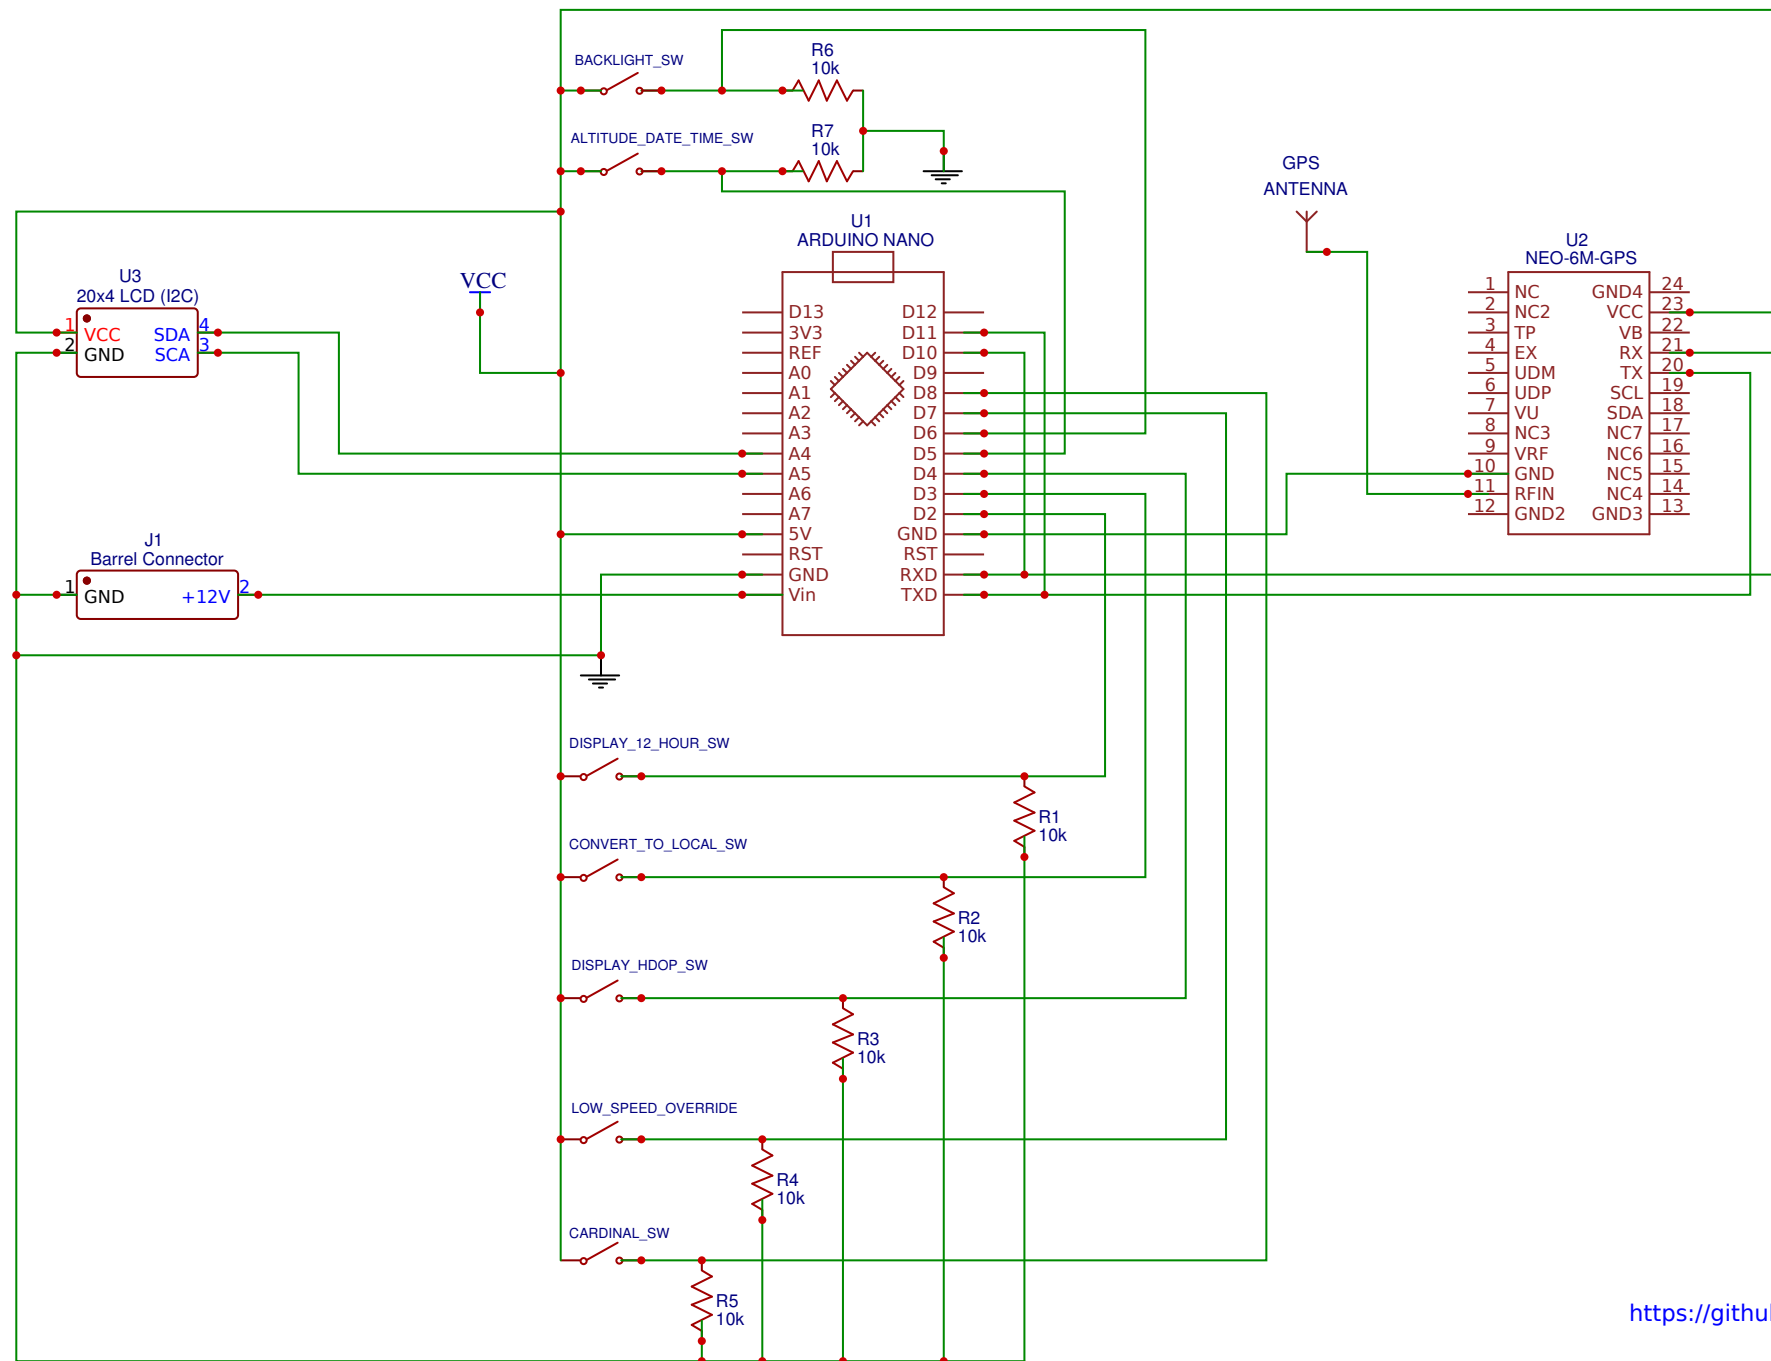 BACKLIGHT_SW
R6
10k
ALTITUDE_DATE_TIME_SW
R7
10k
GPS
ANTENNA
U1
ARDUINO NANO
U2
NEO-6M-GPS
U3
20x4 LCD (I2C)
VCC
1 VCC SDA 4
2 GND SCA 3
D13 D12
3V3 D11
REF D10
A0 D9
A1 D8
A2 D7
A3 D6
A4 D5
A5 D4
A6 D3
A7 D2
5V GND
RST RST
GND RXD
Vin TXD
1 NC GND4 24
2 NC2 VCC 23
3 TP VB 22
4 EX RX 21
5 UDM TX 20
6 UDP SCL 19
7 VU SDA 18
8 NC3 NC7 17
9 VRF NC6 16
10 GND NC5 15
11 RFIN NC4 14
12 GND2 GND3 13
J1
Barrel Connector
1 GND +12V 2
DISPLAY_12_HOUR_SW
R1
10k
CONVERT_TO_LOCAL_SW
R2
10k
DISPLAY_HDOP_SW
R3
10k
LOW_SPEED_OVERRIDE
R4
10k
CARDINAL_SW
R5
10k